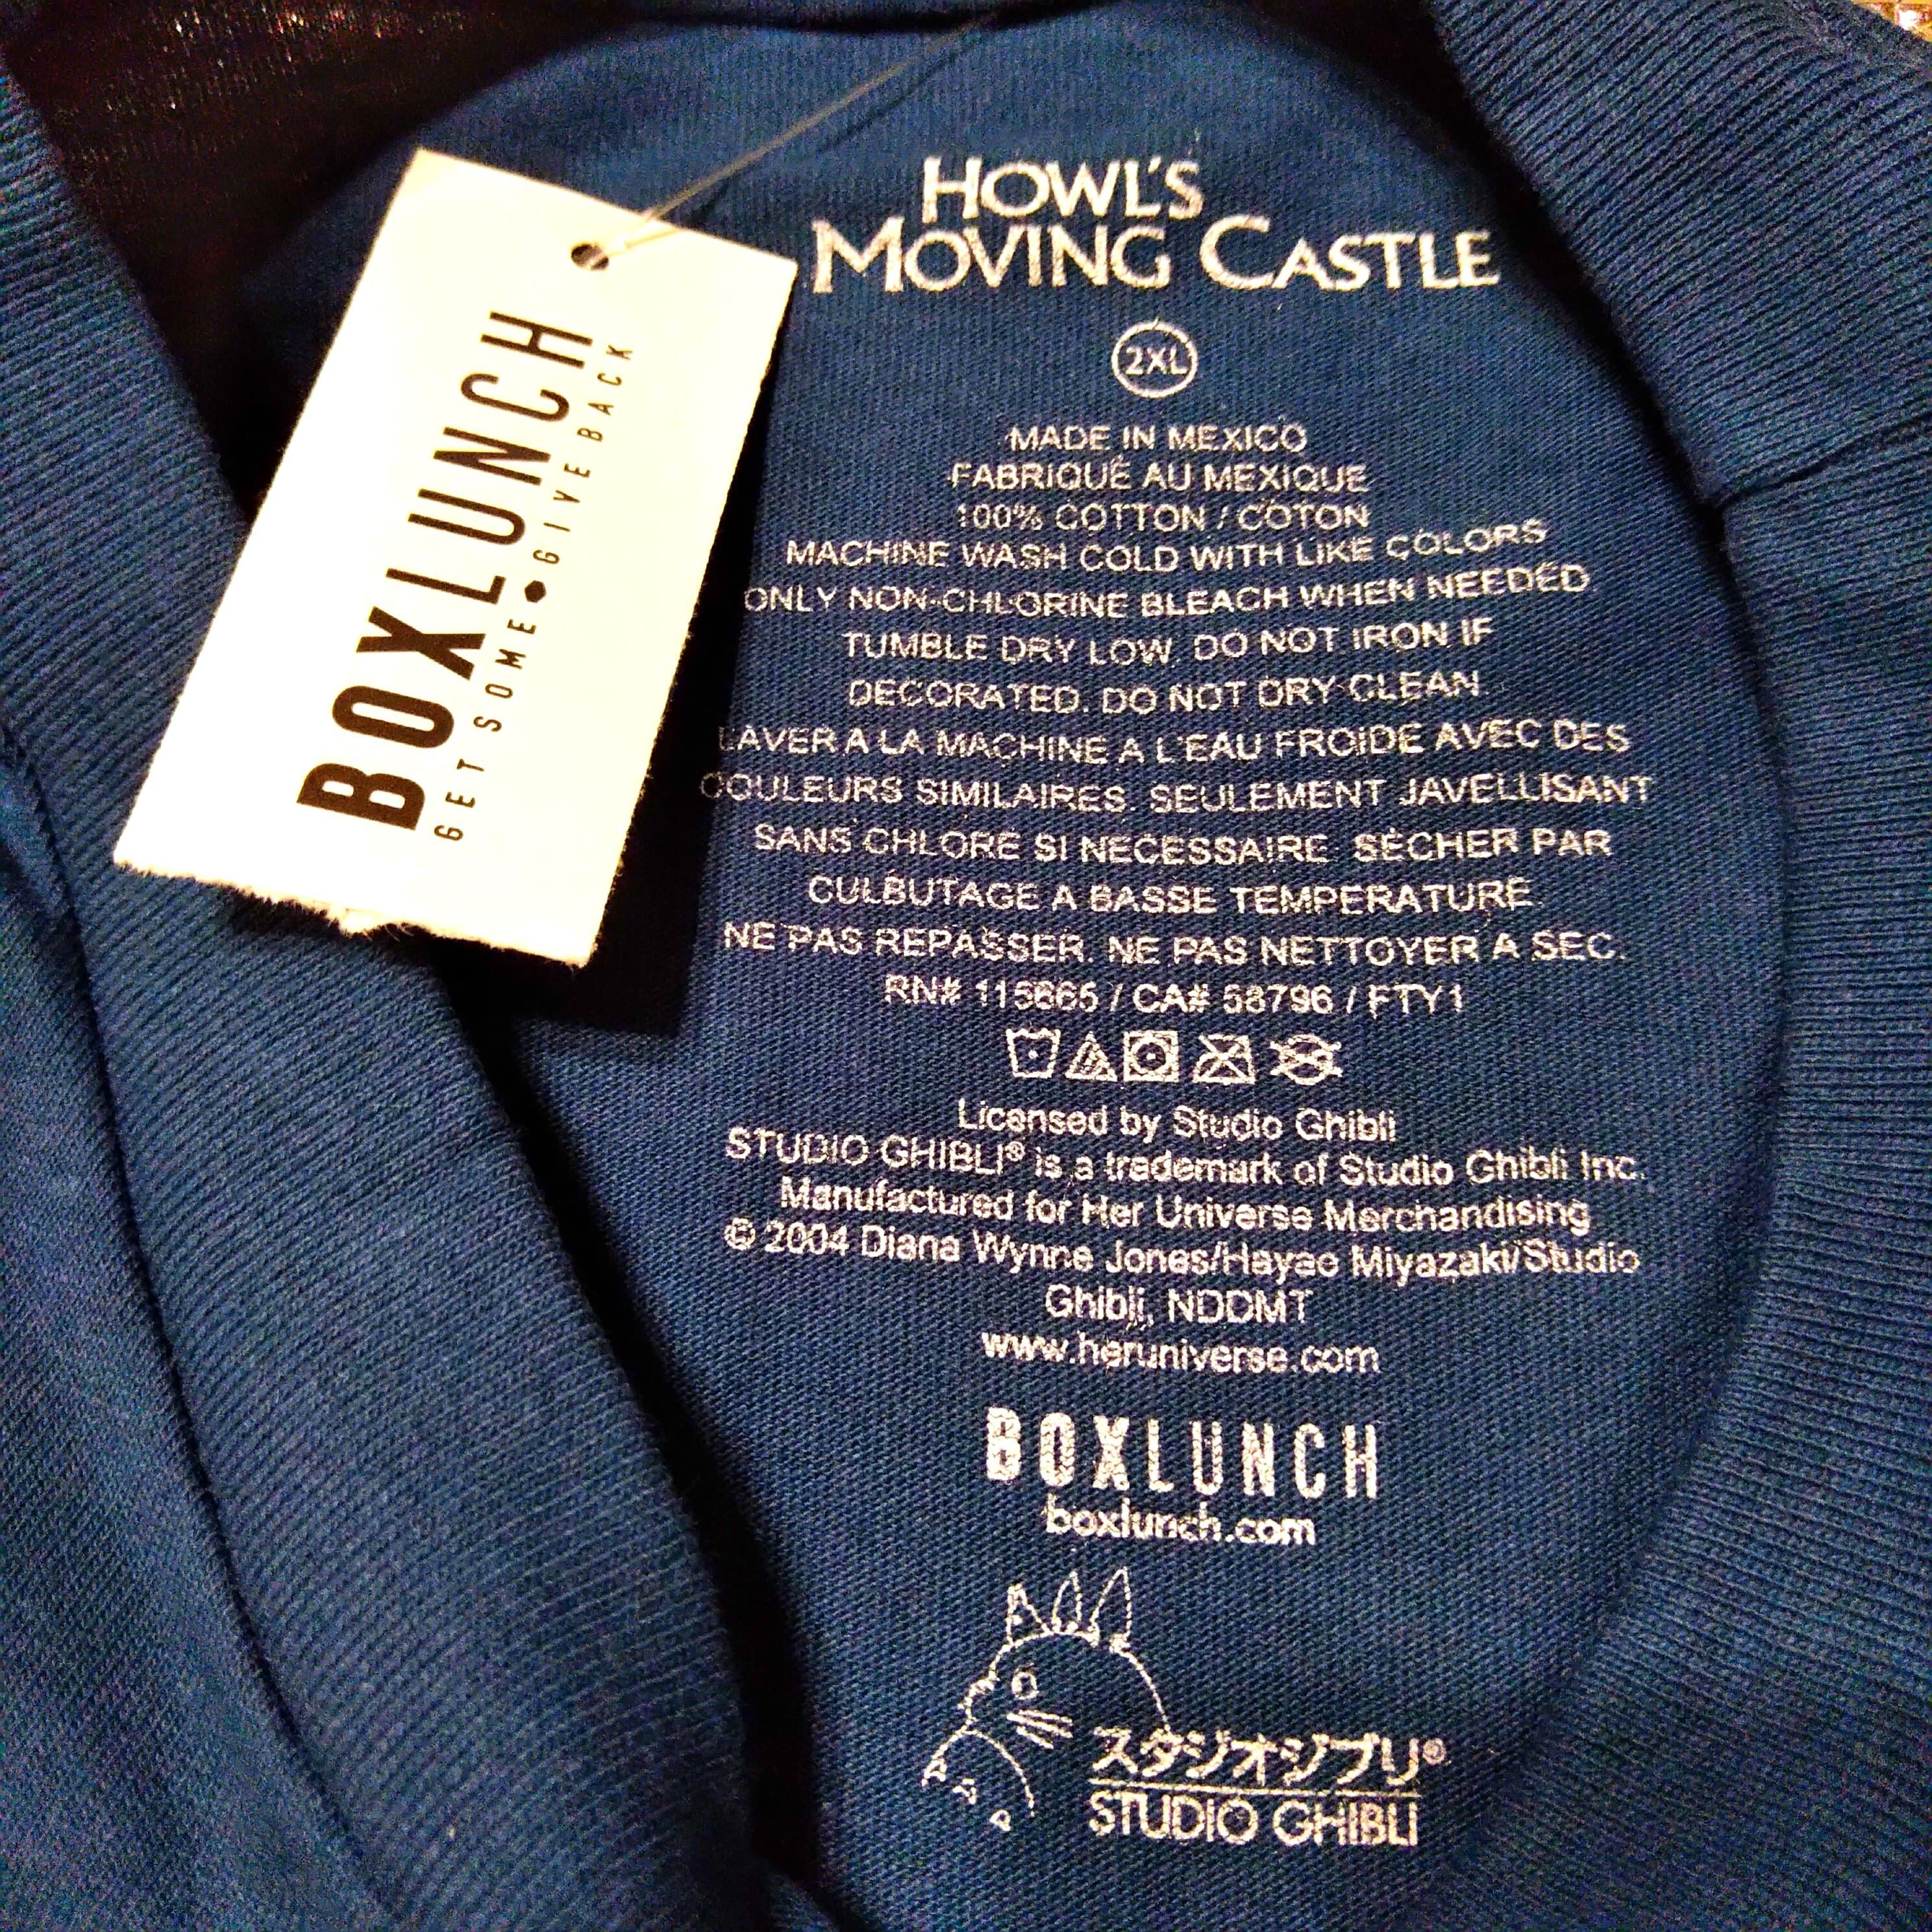 BOXLUNCH
GET SOME ◆ GIVE BACK
HOWL'S
MOVING CASTLE
2XL
MADE IN MEXICO
FABRIQUÉ AU MEXIQUE
100% COTTON / COTON
MACHINE WASH COLD WITH LIKE COLORS
ONLY NON-CHLORINE BLEACH WHEN NEEDED
TUMBLE DRY LOW. DO NOT IRON IF
DECORATED. DO NOT DRY CLEAN.
LAVER A LA MACHINE A L'EAU FROIDE AVEC DES
COULEURS SIMILAIRES. SEULEMENT JAVELLISANT
SANS CHLORE SI NECESSAIRE. SÉCHER PAR
CULBUTAGE A BASSE TEMPERATURE.
NE PAS REPASSER. NE PAS NETTOYER A SEC.
RN# 115665 / CA# 58796 / FTY1
Licensed by Studio Ghibli
STUDIO GHIBLI® is a trademark of Studio Ghibli Inc.
Manufactured for Her Universe Merchandising
© 2004 Diana Wynne Jones/Hayao Miyazaki/Studio
Ghibli, NDDMT
www.heruniverse.com
BOXLUNCH
boxlunch.com
スタジオジブリ®
STUDIO GHIBLI